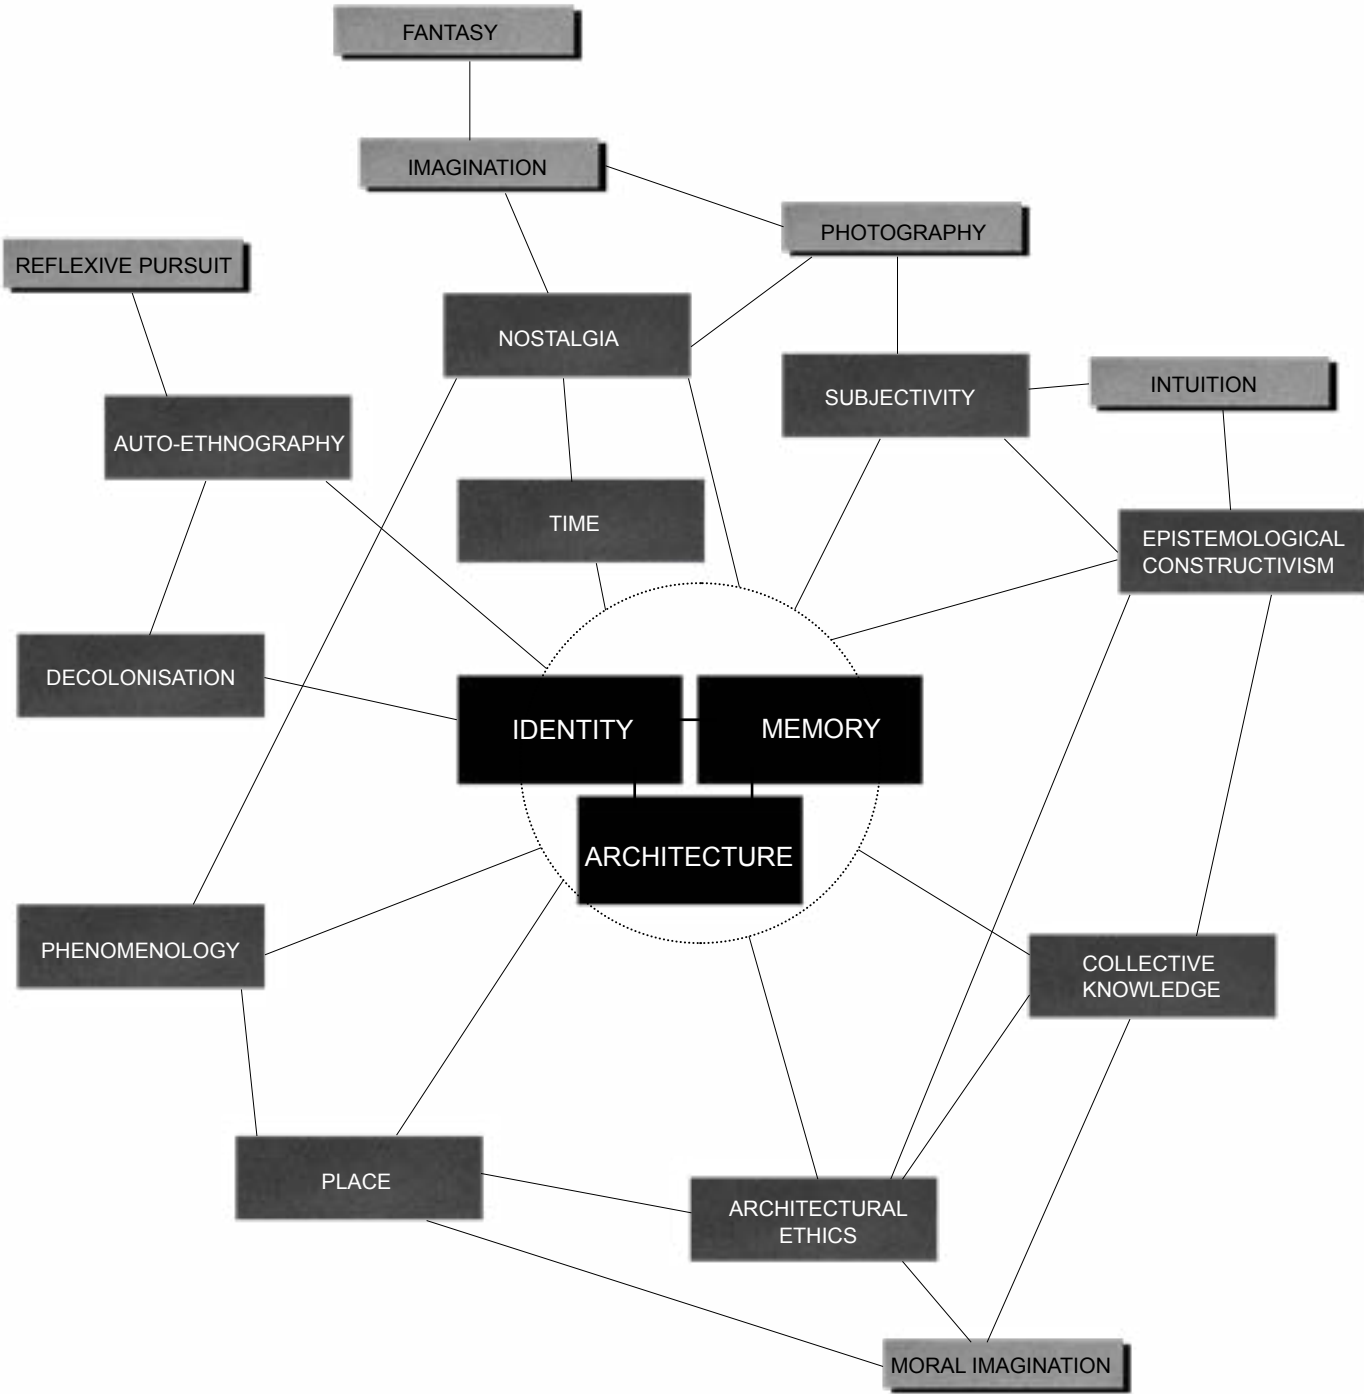 FANTASY
IMAGINATION
PHOTOGRAPHY
REFLEXIVE PURSUIT
NOSTALGIA
SUBJECTIVITY
INTUITION
AUTO-ETHNOGRAPHY
TIME
EPISTEMOLOGICAL
CONSTRUCTIVISM
DECOLONISATION
IDENTITY
MEMORY
ARCHITECTURE
PHENOMENOLOGY
COLLECTIVE
KNOWLEDGE
PLACE
ARCHITECTURAL
ETHICS
MORAL IMAGINATION